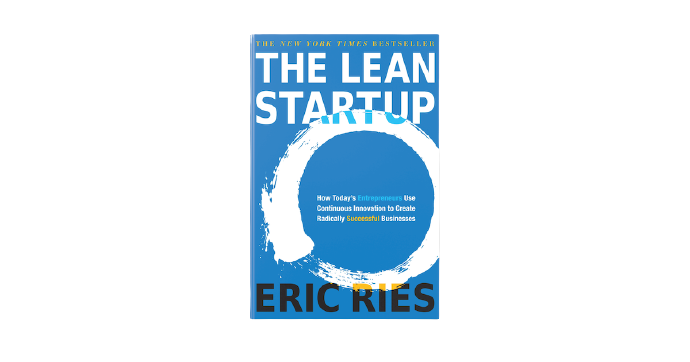 THE NEW YORK TIMES BESTSELLER
THE LEAN
STARTUP
How Today's Entrepreneurs Use
Continuous Innovation to Create
Radically Successful Businesses
ERIC RIES